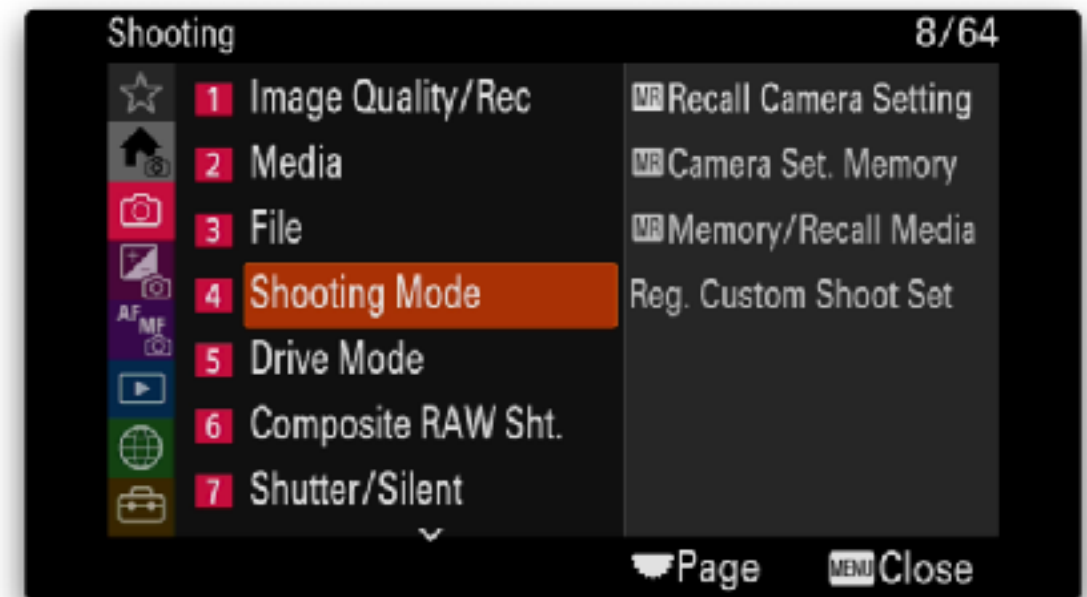 Shooting 8/64
1 Image Quality/Rec
2 Media
3 File
4 Shooting Mode
5 Drive Mode
6 Composite RAW Sht.
7 Shutter/Silent
AF MF
MR Recall Camera Setting
MR Camera Set. Memory
MR Memory/Recall Media
Reg. Custom Shoot Set
Page MENU Close